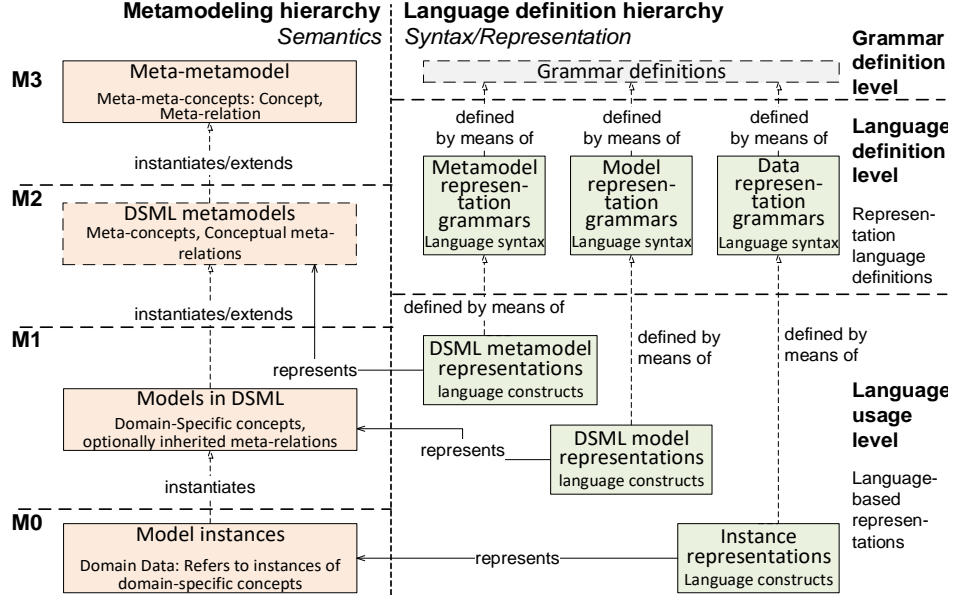 Metamodeling hierarchy
Semantics
Language definition hierarchy
Syntax/Representation
Grammar
definition
level
M3
Meta-metamodel
Meta-meta-concepts: Concept,
Meta-relation
Grammar definitions
instantiates/extends
defined
by means of
defined
by means of
defined
by means of
Language
definition
level
M2
DSML metamodels
Meta-concepts, Conceptual meta-
relations
Metamodel
represen-
tation
grammars
Language syntax
Model
represen-
tation
grammars
Language syntax
Data
represen-
tation
grammars
Language syntax
Represen-
tation
language
definitions
instantiates/extends
defined by means of
M1
represents
DSML metamodel
representations
language constructs
defined by
means of
defined by
means of
Models in DSML
Domain-Specific concepts,
optionally inherited meta-relations
Language
usage
level
represents
DSML model
representations
language constructs
instantiates
Language-
based
represen-
tations
M0
Model instances
Domain Data: Refers to instances of
domain-specific concepts
represents
Instance
representations
Language constructs